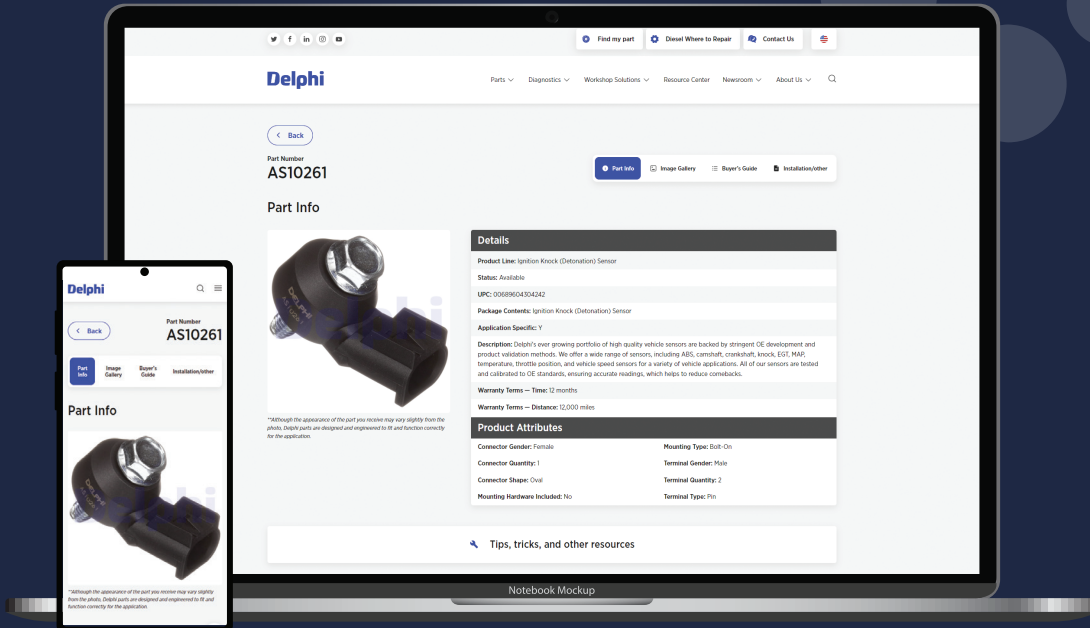 Find my part
Diesel Where to Repair
Contact Us
Delphi
Parts
Diagnostics
Workshop Solutions
Resource Center
Newsroom
About Us
Back
Part Number
AS10261
Part Info
Image Gallery
Buyer's Guide
Installation/other
Part Info
DELPHI
AS10261
Delphi
**Although the appearance of the part you receive may vary slightly from the
photo, Delphi parts are designed and engineered to fit and function correctly
for the application.
Details
Product Line: Ignition Knock (Detonation) Sensor
Status: Available
UPC: 00689604304242
Package Contents: Ignition Knock (Detonation) Sensor
Application Specific: Y
Description: Delphi's ever growing portfolio of high quality vehicle sensors are backed by stringent OE development and
product validation methods. We offer a wide range of sensors, including ABS, camshaft, crankshaft, knock, EGT, MAP,
temperature, throttle position, and vehicle speed sensors for a variety of vehicle applications. All of our sensors are tested
and calibrated to OE standards, ensuring accurate readings, which helps to reduce comebacks.
Warranty Terms — Time: 12 months
Warranty Terms — Distance: 12,000 miles
Product Attributes
Connector Gender: Female
Mounting Type: Bolt-On
Connector Quantity: 1
Terminal Gender: Male
Connector Shape: Oval
Terminal Quantity: 2
Mounting Hardware Included: No
Terminal Type: Pin
Tips, tricks, and other resources
Notebook Mockup
Delphi
Back
Part Number
AS10261
Part
Info
Image
Gallery
Buyer's
Guide
Installation/other
Part Info
DELPHI
AS10261
Delphi
**Although the appearance of the part you receive may vary slightly
from the photo, Delphi parts are designed and engineered to fit and
function correctly for the application.